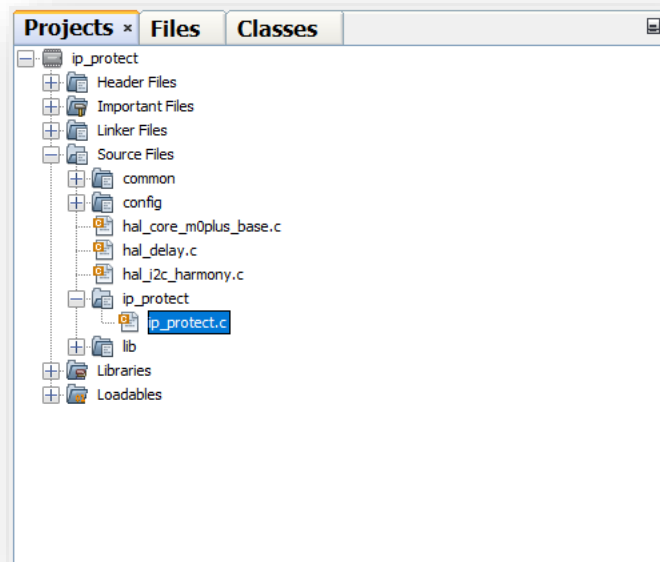 Projects × Files Classes
ip_protect
Header Files
Important Files
Linker Files
Source Files
common
config
hal_core_m0plus_base.c
hal_delay.c
hal_i2c_harmony.c
ip_protect
ip_protect.c
lib
Libraries
Loadables